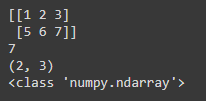 [[1 2 3]
 [5 6 7]]
7
(2, 3)
<class 'numpy.ndarray'>